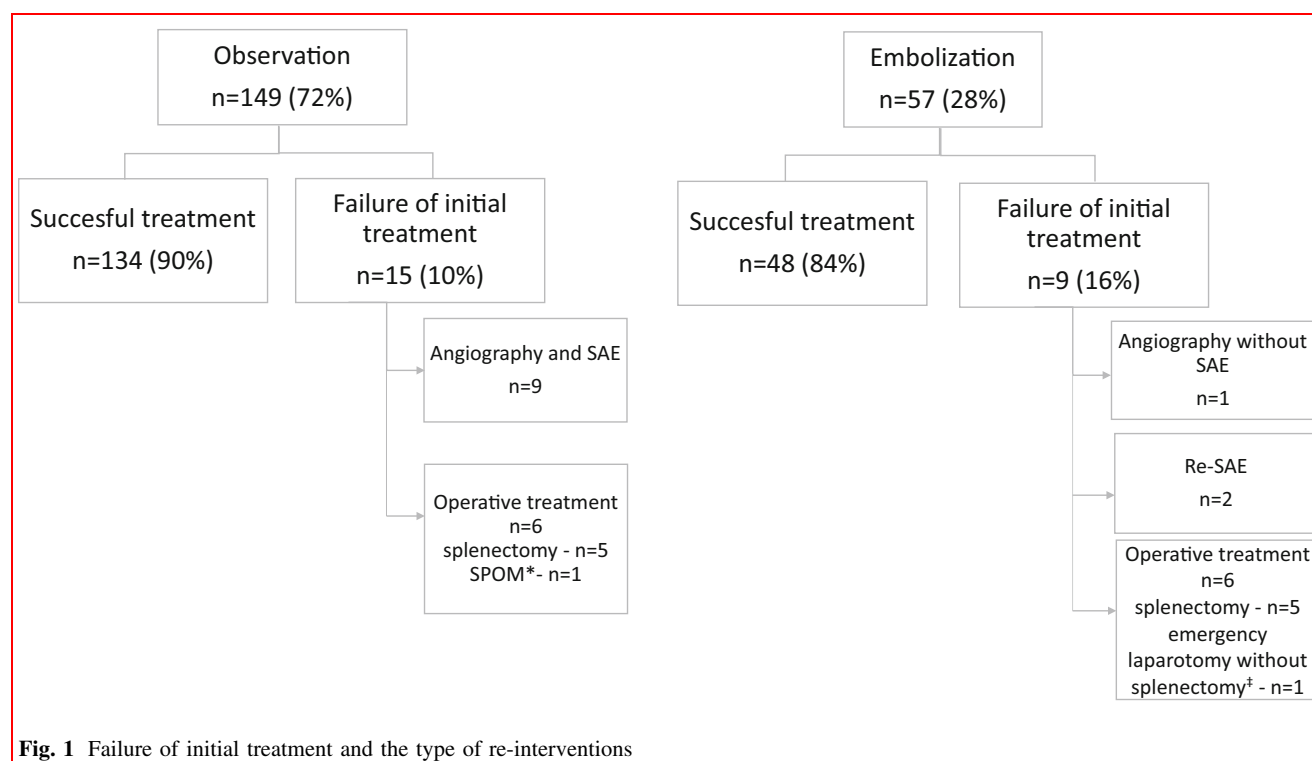 Observation
n=149 (72%)
Succesful treatment
n=134 (90%)
Failure of initial
treatment
n=15 (10%)
Angiography and SAE
n=9
Operative treatment
n=6
splenectomy - n=5
SPOM*- n=1
Embolization
n=57 (28%)
Succesful treatment
n=48 (84%)
Failure of initial
treatment
n=9 (16%)
Angiography without
SAE
n=1
Re-SAE
n=2
Operative treatment
n=6
splenectomy - n=5
emergency
laparotomy without
splenectomy‡ - n=1
Fig. 1 Failure of initial treatment and the type of re-interventions